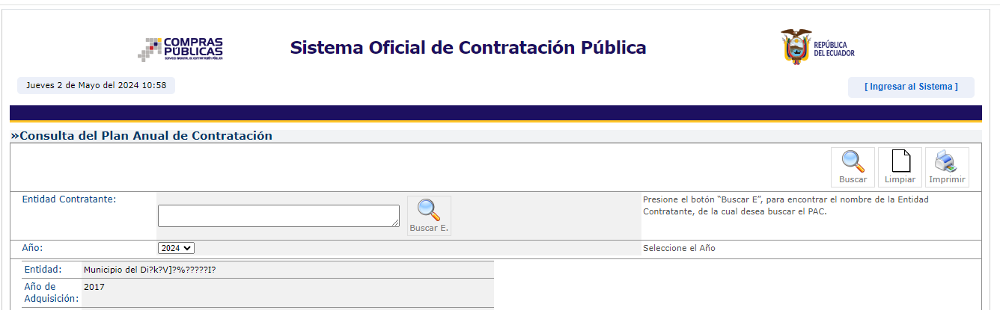 COMPRAS
PÚBLICAS
SERVICIO NACIONAL DE CONTRATACIÓN PÚBLICA
Sistema Oficial de Contratación Pública
REPÚBLICA
DEL ECUADOR
Jueves 2 de Mayo del 2024 10:58
[ Ingresar al Sistema ]
»Consulta del Plan Anual de Contratación
Buscar
Limpiar
Imprimir
Entidad Contratante:
Buscar E.
Presione el botón "Buscar E", para encontrar el nombre de la Entidad
Contratante, de la cual desea buscar el PAC.
Año:
2024
Seleccione el Año
Entidad:
Municipio del Di?k?V]?%?????I?
Año de
Adquisición:
2017